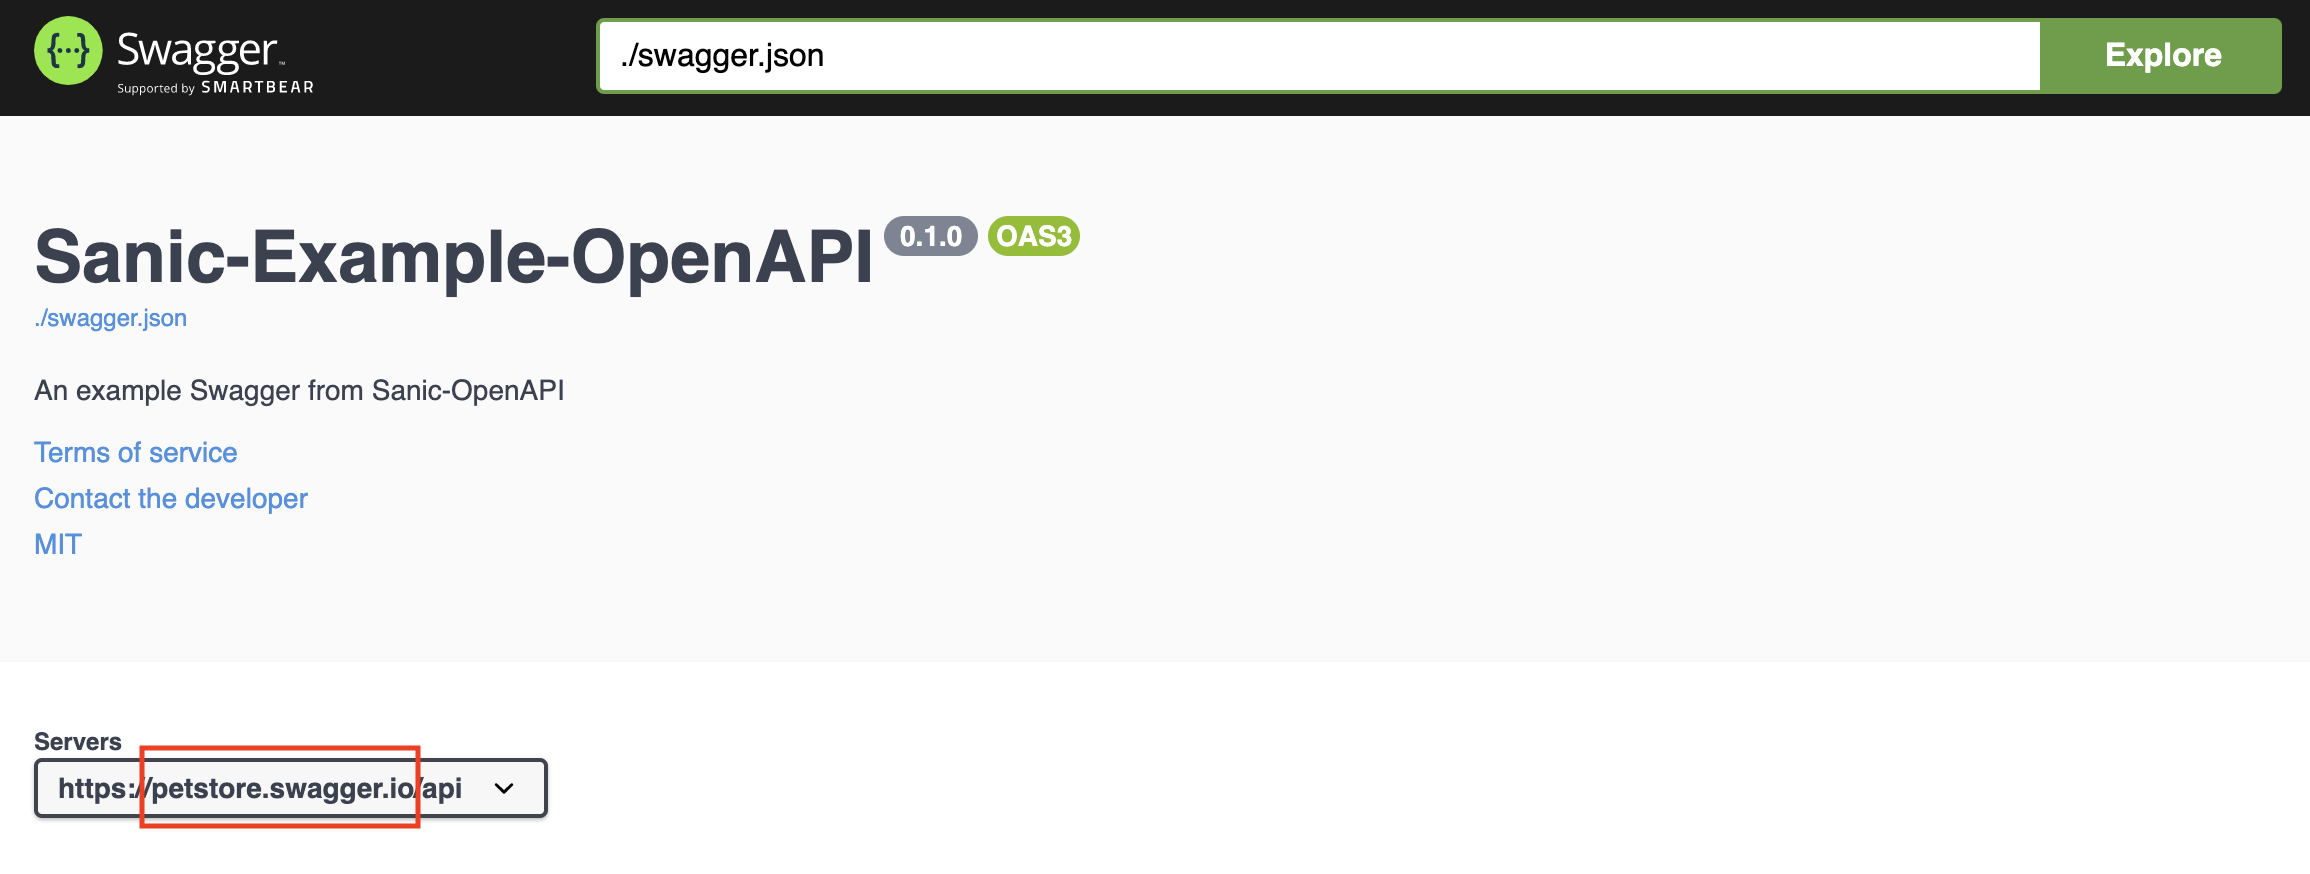 Swagger™
Supported by SMARTBEAR
./swagger.json
Explore
Sanic-Example-OpenAPI 0.1.0 OAS3
./swagger.json
An example Swagger from Sanic-OpenAPI
Terms of service
Contact the developer
MIT
Servers
https://petstore.swagger.io/api